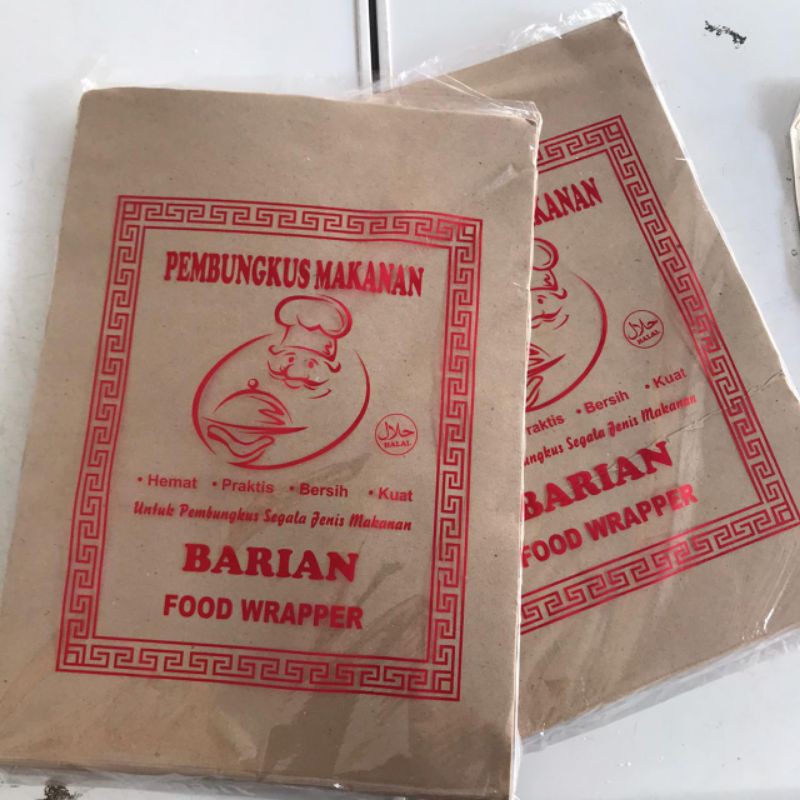 PEMBUNGKUS MAKANAN
حلال
HALAL
• Hemat • Praktis • Bersih • Kuat
Untuk Pembungkus Segala Jenis Makanan
BARIAN
FOOD WRAPPER
KANAN
حلال
HALAL
raktis • Bersih • Kuat
ungkus Segala Jenis Makanan
BARIAN
FOOD WRAPPER